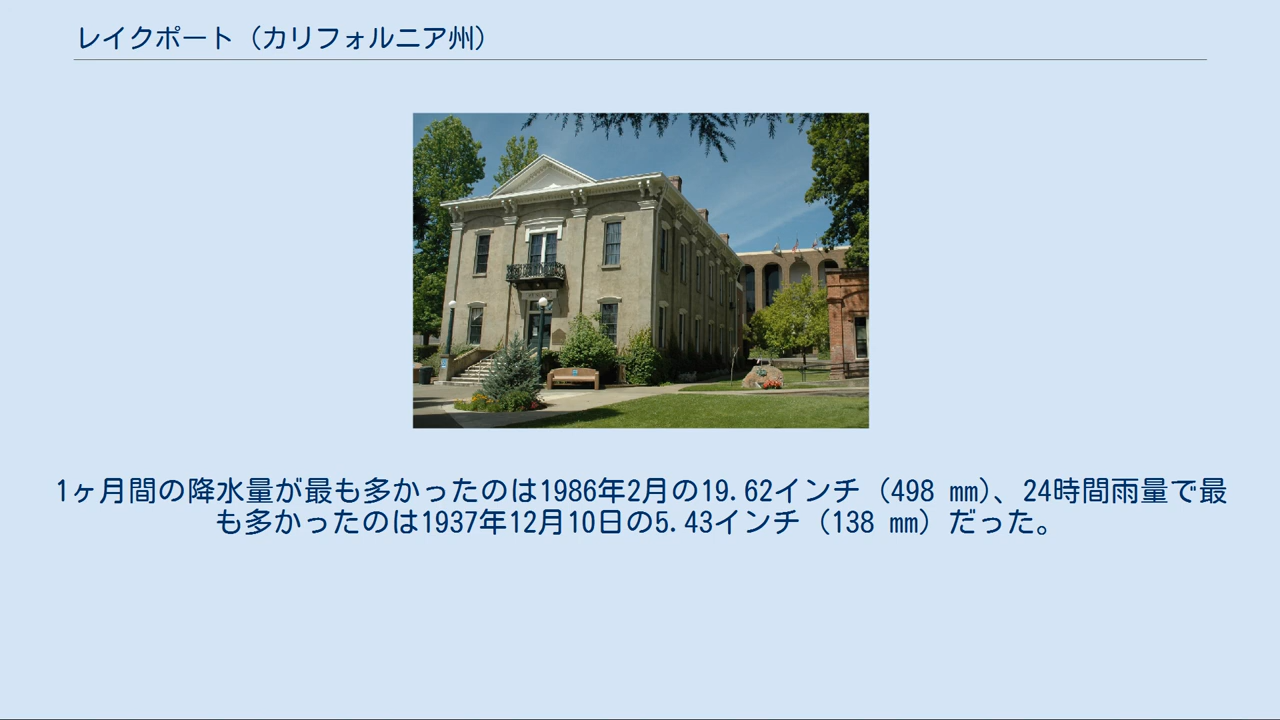 レイクポート（カリフォルニア州）
1ヶ月間の降水量が最も多かったのは1986年2月の19.62インチ（498 mm）、24時間雨量で最
も多かったのは1937年12月10日の5.43インチ（138 mm）だった。